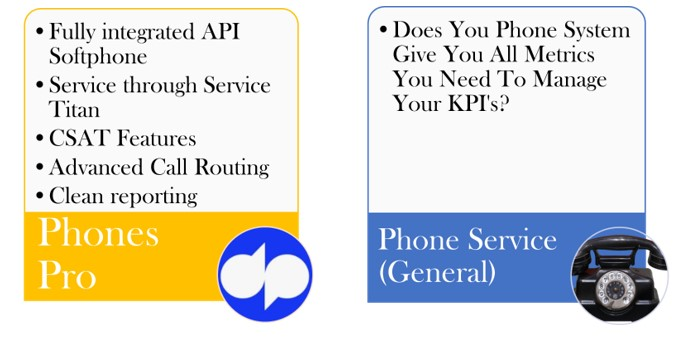 • Fully integrated API
Softphone
• Service through Service
Titan
• CSAT Features
• Advanced Call Routing
• Clean reporting
Phones
Pro
dp
• Does You Phone System
Give You All Metrics
You Need To Manage
Your KPI's?
Phone Service
(General)